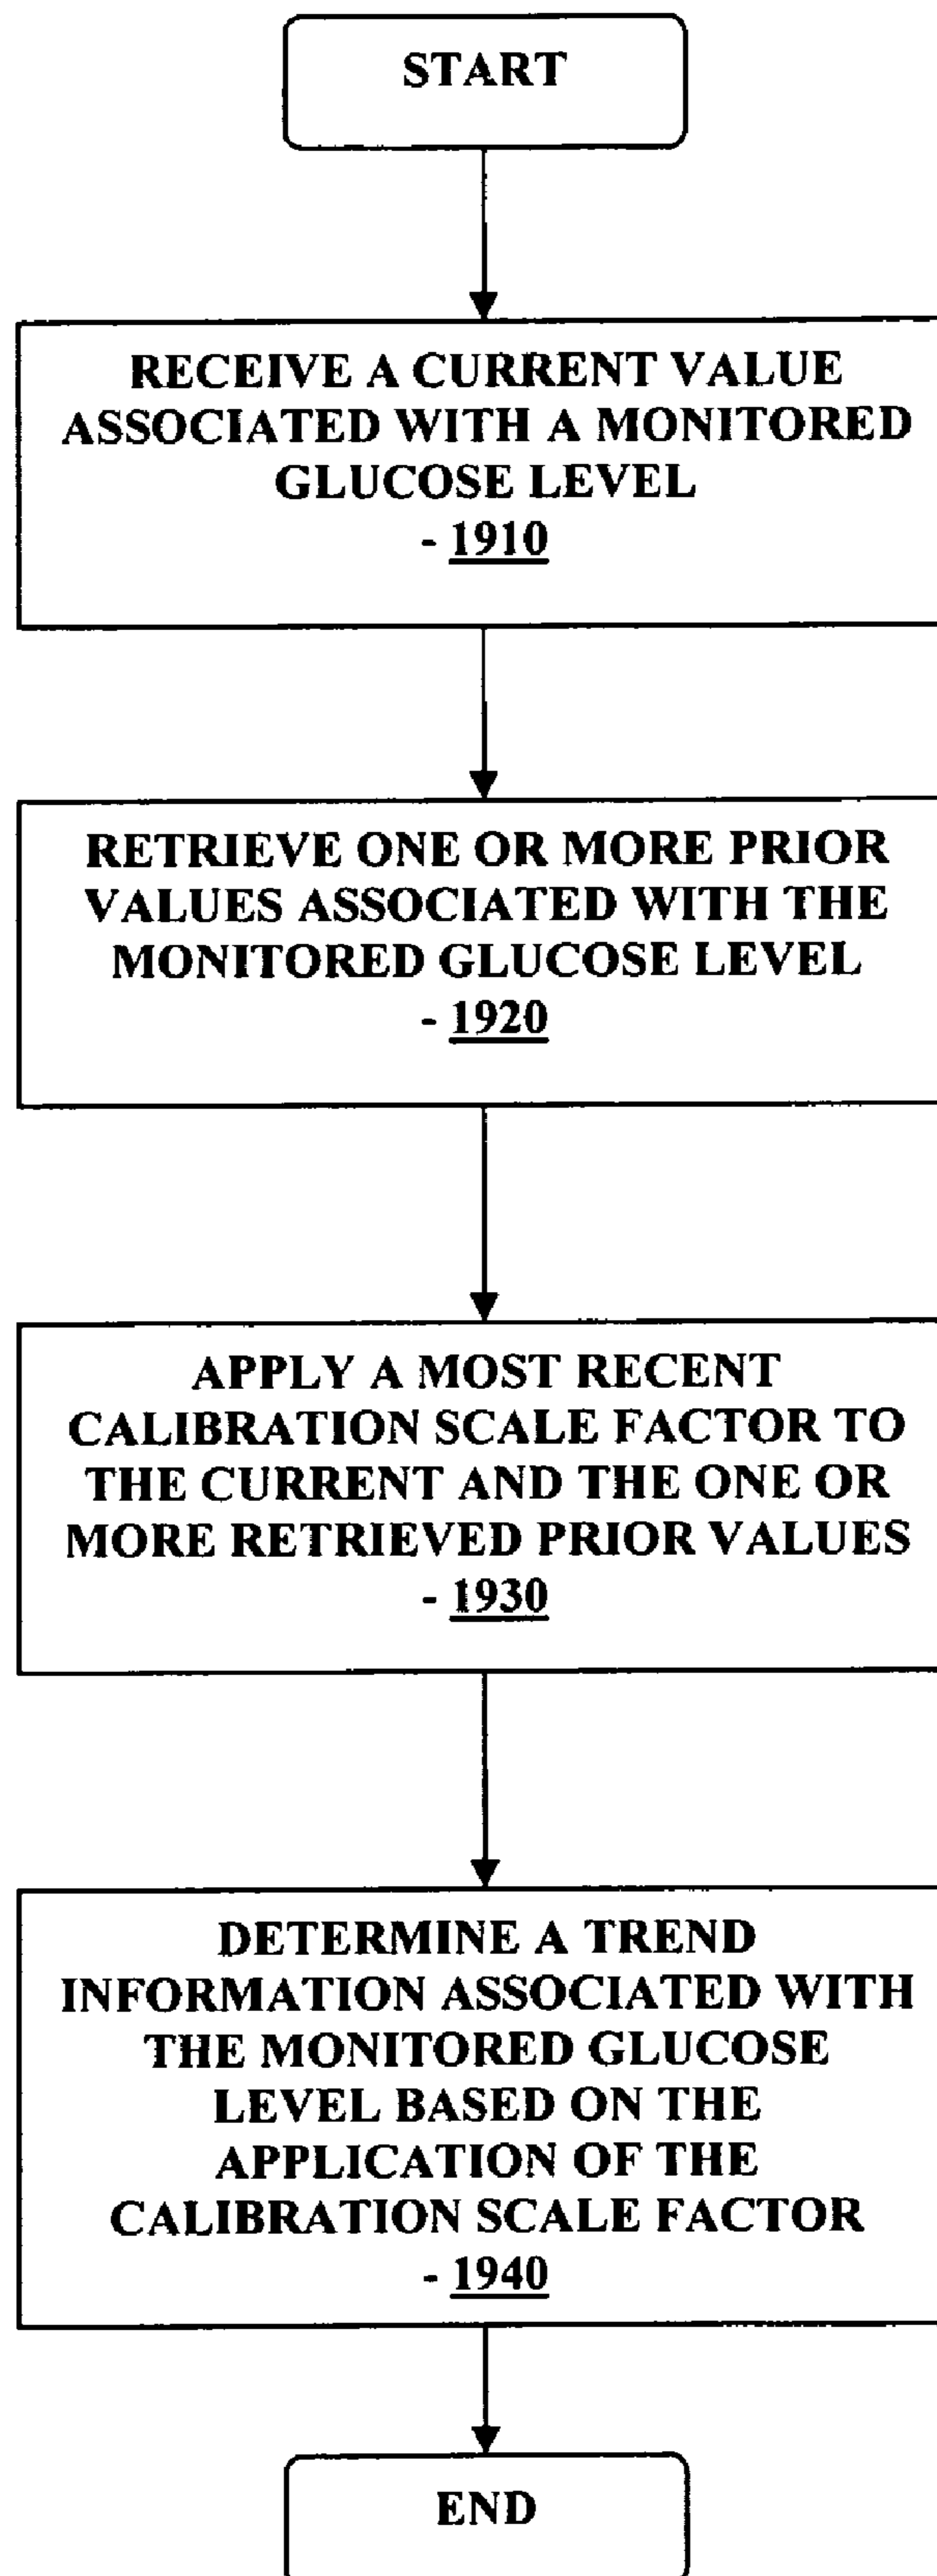 START
RECEIVE A CURRENT VALUE
ASSOCIATED WITH A MONITORED
GLUCOSE LEVEL
- 1910
RETRIEVE ONE OR MORE PRIOR
VALUES ASSOCIATED WITH THE
MONITORED GLUCOSE LEVEL
- 1920
APPLY A MOST RECENT
CALIBRATION SCALE FACTOR TO
THE CURRENT AND THE ONE OR
MORE RETRIEVED PRIOR VALUES
- 1930
DETERMINE A TREND
INFORMATION ASSOCIATED WITH
THE MONITORED GLUCOSE
LEVEL BASED ON THE
APPLICATION OF THE
CALIBRATION SCALE FACTOR
- 1940
END